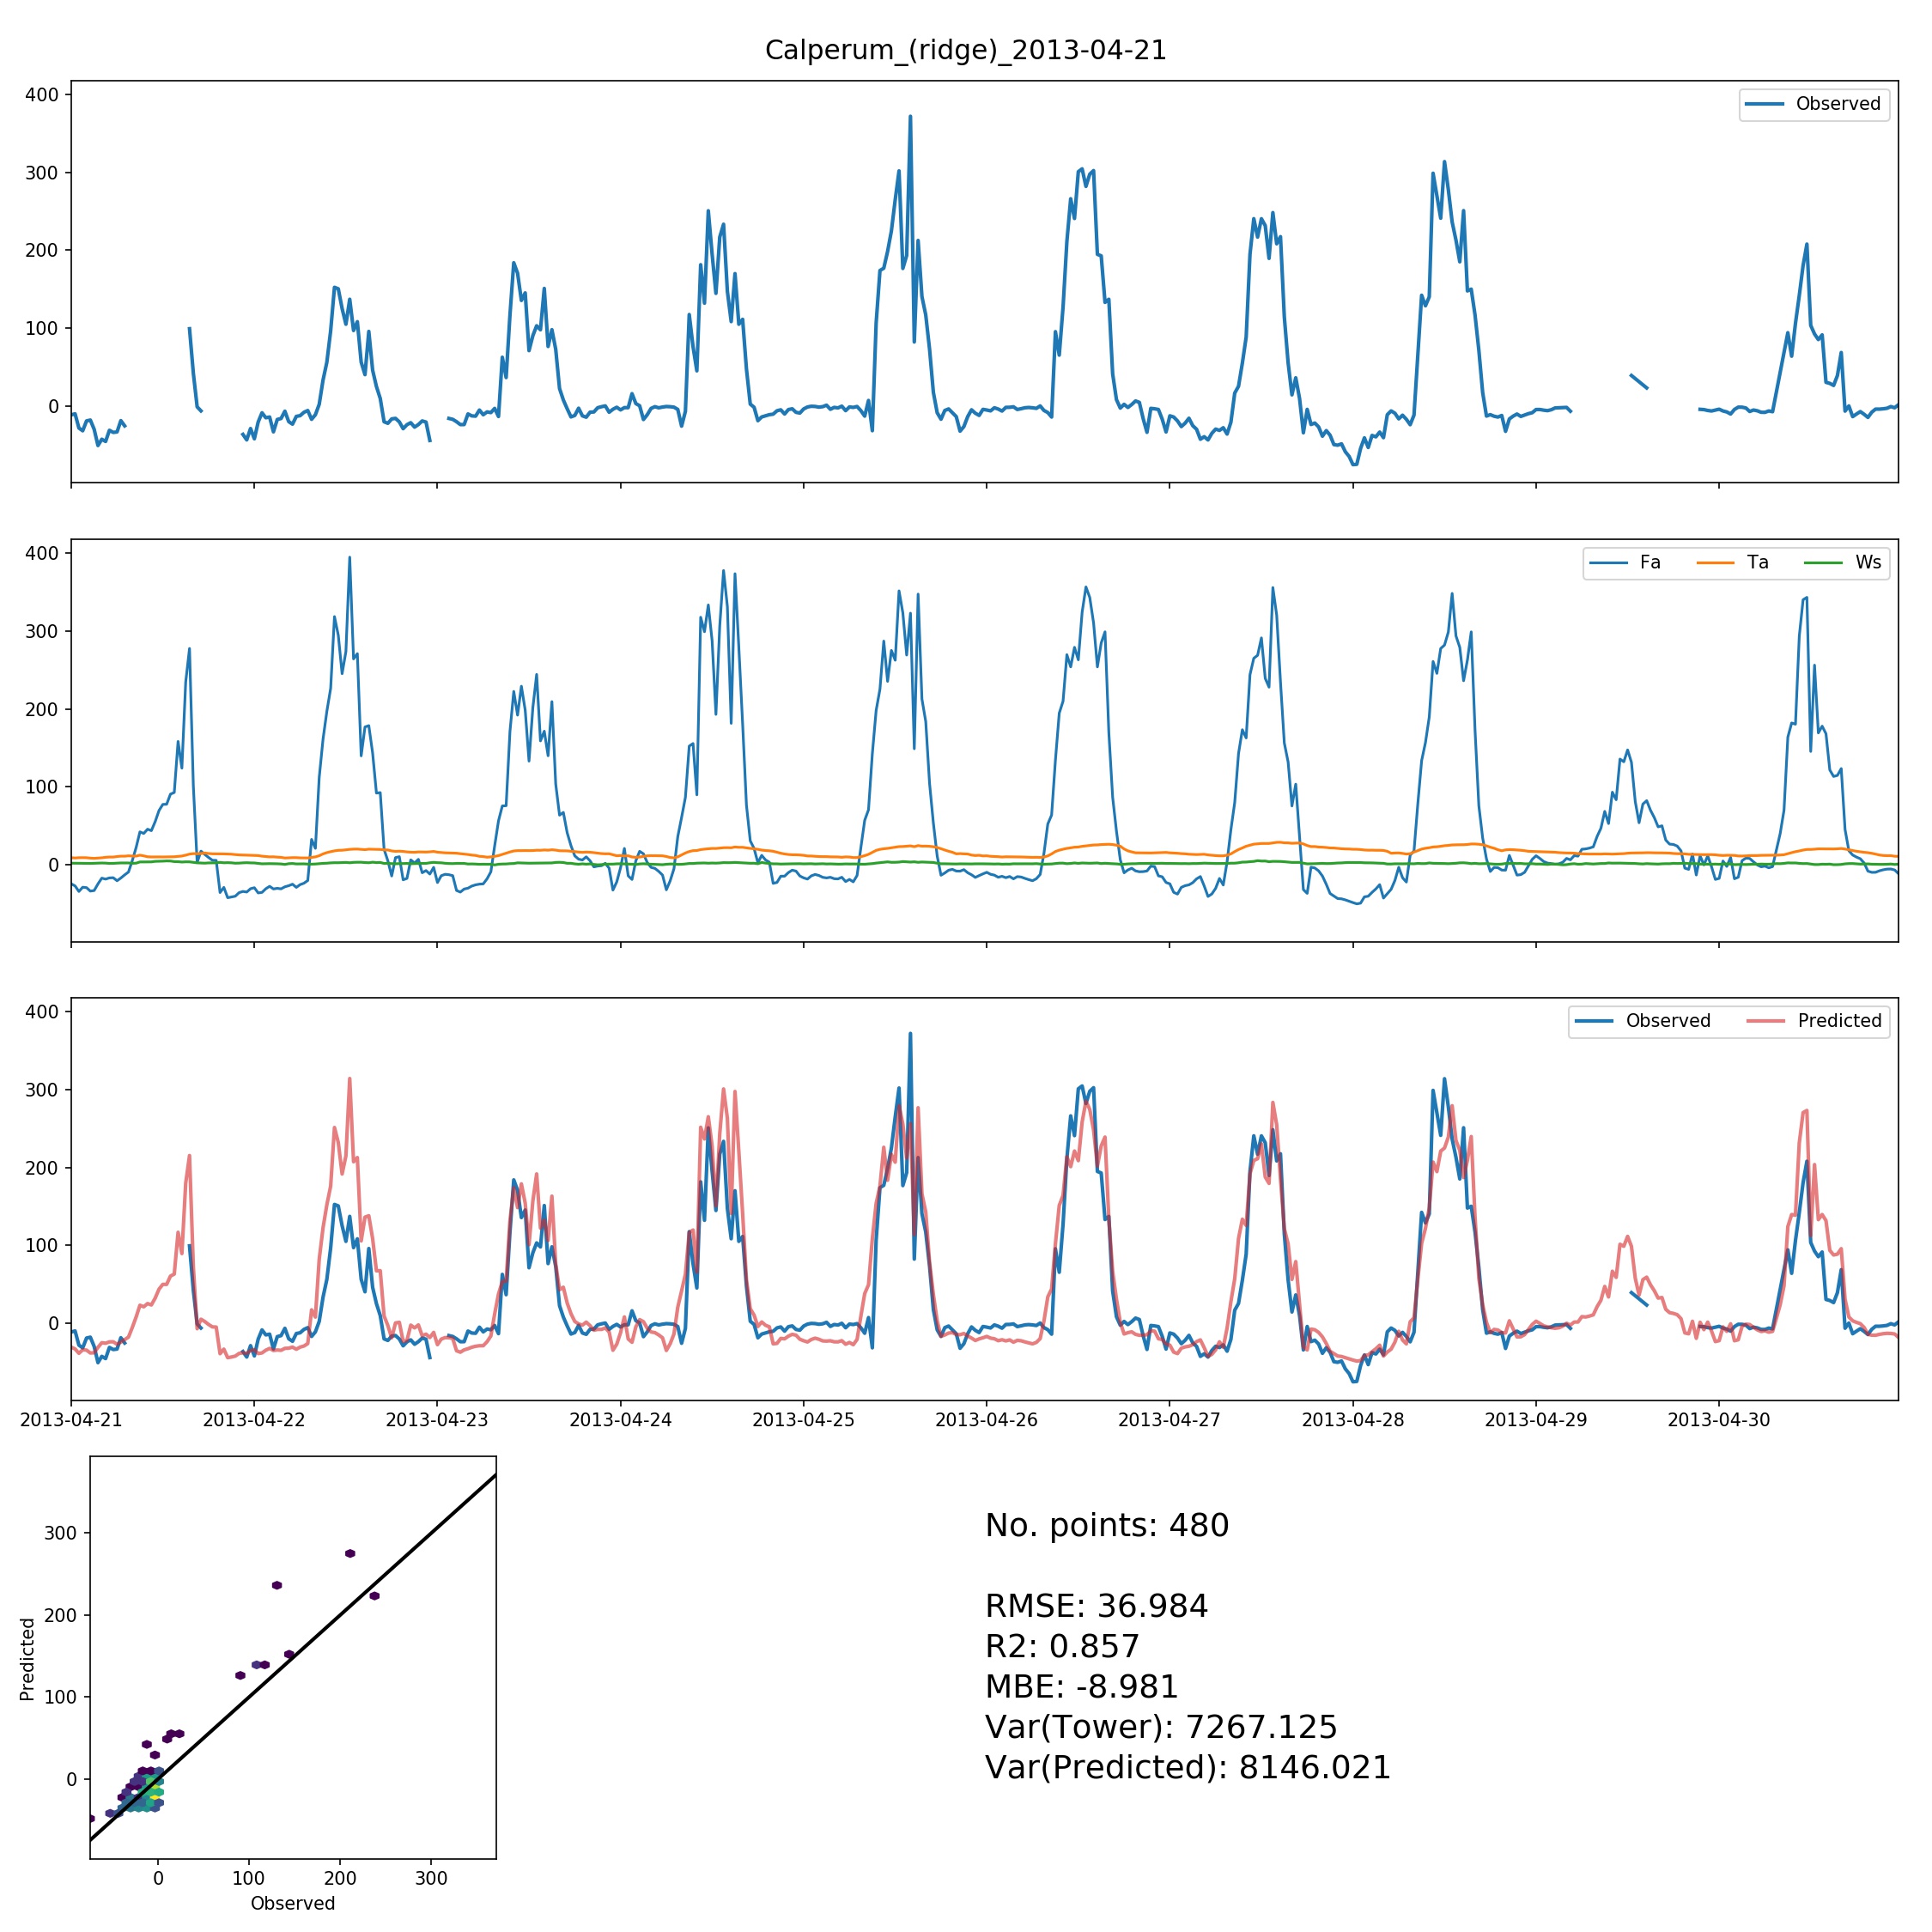 Calperum_(ridge)_2013-04-21
400
300
200
100
0
Observed
400
300
200
100
0
Fa Ta Ws
400
300
200
100
0
Observed Predicted
2013-04-21 2013-04-22 2013-04-23 2013-04-24 2013-04-25 2013-04-26 2013-04-27 2013-04-28 2013-04-29 2013-04-30
Predicted
300
200
100
0
0 100 200 300
Observed
No. points: 480
RMSE: 36.984
R2: 0.857
MBE: -8.981
Var(Tower): 7267.125
Var(Predicted): 8146.021